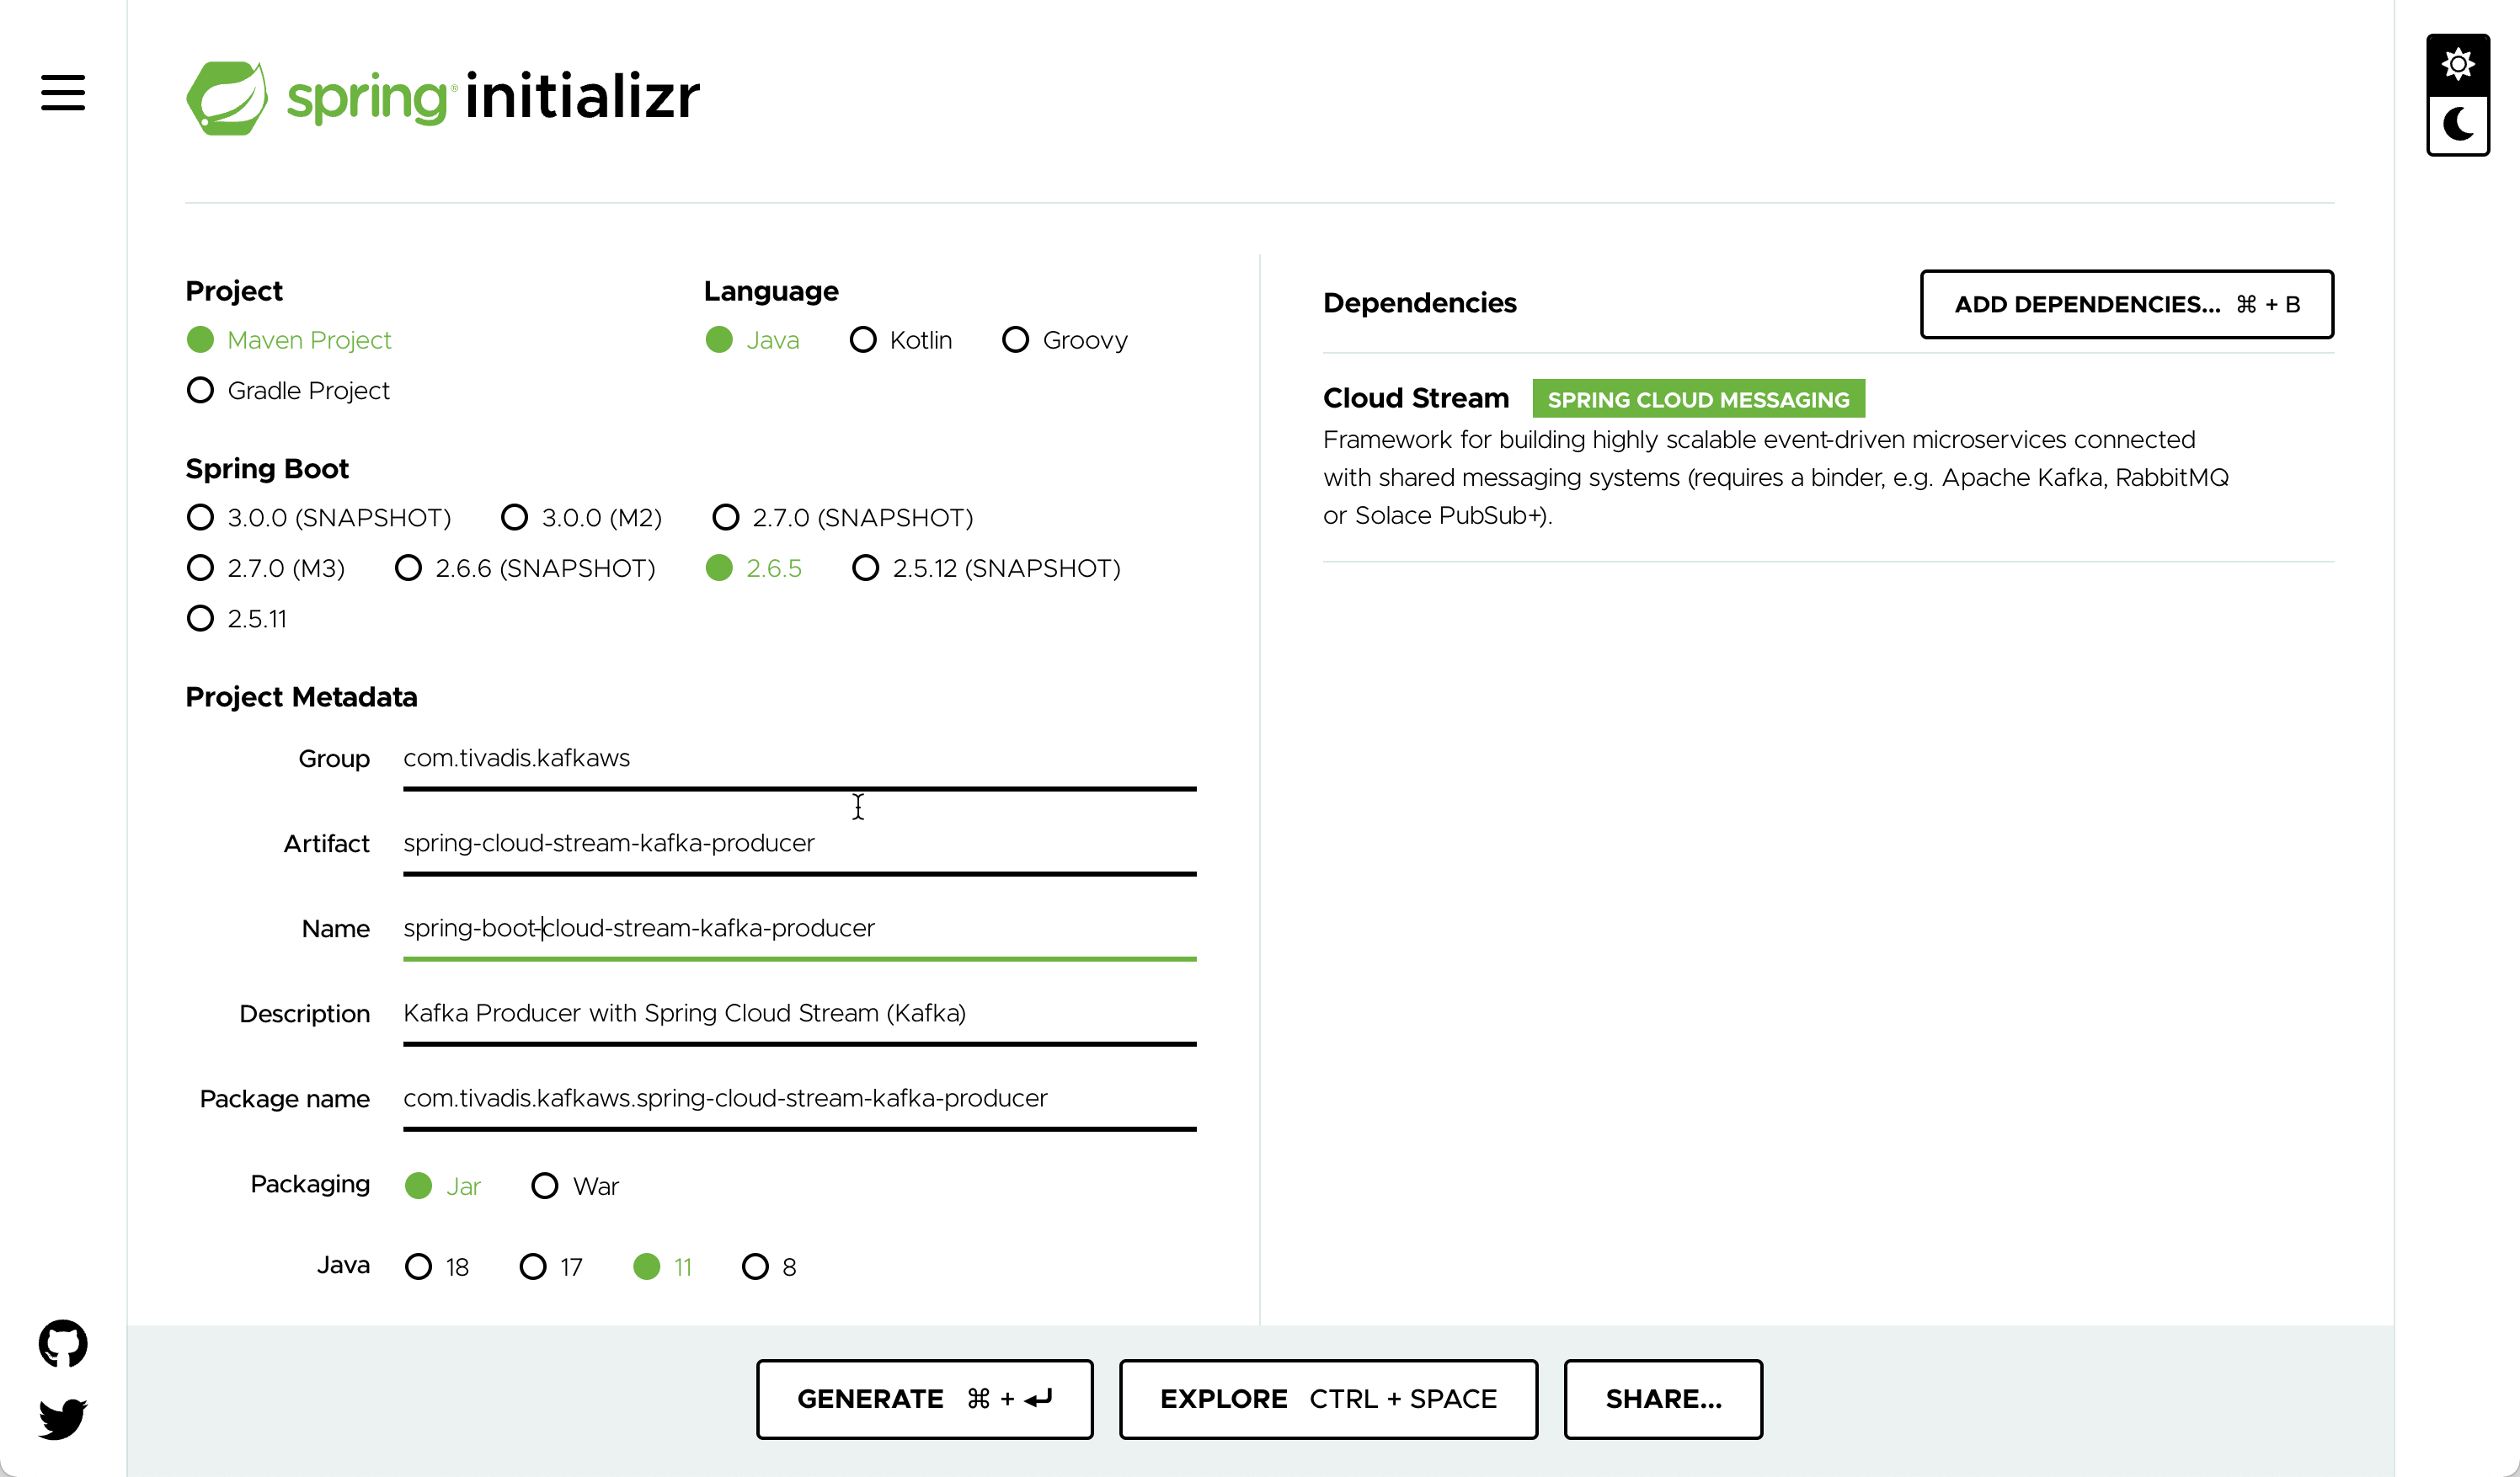 spring® initializr
Project
Maven Project
Gradle Project
Language
Java Kotlin Groovy
Spring Boot
3.0.0 (SNAPSHOT) 3.0.0 (M2) 2.7.0 (SNAPSHOT)
2.7.0 (M3) 2.6.6 (SNAPSHOT) 2.6.5 2.5.12 (SNAPSHOT)
2.5.11
Project Metadata
Group com.tivadis.kafkaws
Artifact spring-cloud-stream-kafka-producer
Name spring-boot-cloud-stream-kafka-producer
Description Kafka Producer with Spring Cloud Stream (Kafka)
Package name com.tivadis.kafkaws.spring-cloud-stream-kafka-producer
Packaging Jar War
Java 18 17 11 8
Dependencies
ADD DEPENDENCIES... ⌘ + B
Cloud Stream SPRING CLOUD MESSAGING
Framework for building highly scalable event-driven microservices connected
with shared messaging systems (requires a binder, e.g. Apache Kafka, RabbitMQ
or Solace PubSub+).
GENERATE ⌘ + ↵
EXPLORE CTRL + SPACE
SHARE...